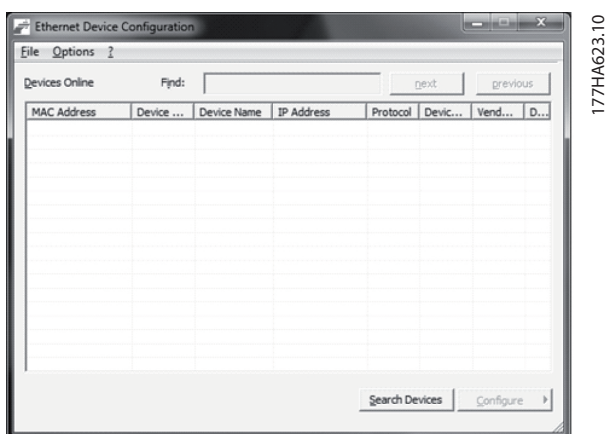 Ethernet Device Configuration
File Options ?
Devices Online Find: next previous
MAC Address Device ... Device Name IP Address Protocol Devic... Vend... D...
Search Devices Configure
177HA623.10